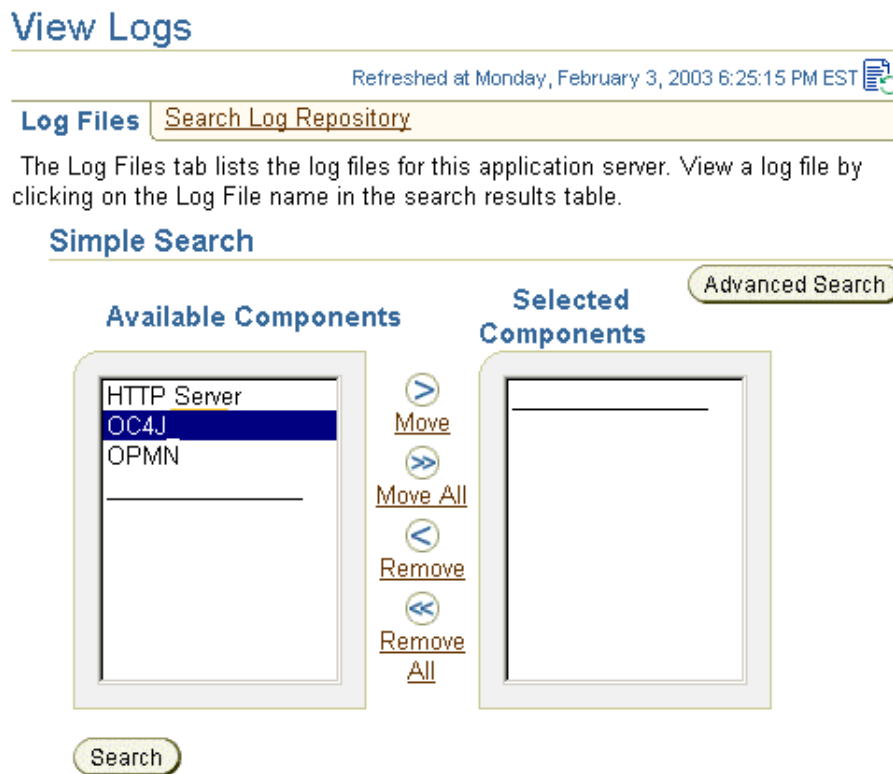 View Logs
Refreshed at Monday, February 3, 2003 6:25:15 PM EST
Log Files Search Log Repository
The Log Files tab lists the log files for this application server. View a log file by
clicking on the Log File name in the search results table.
Simple Search
Advanced Search
Available Components
Selected
Components
HTTP Server
OC4J_
OPMN
Move
Move All
Remove
Remove
All
Search